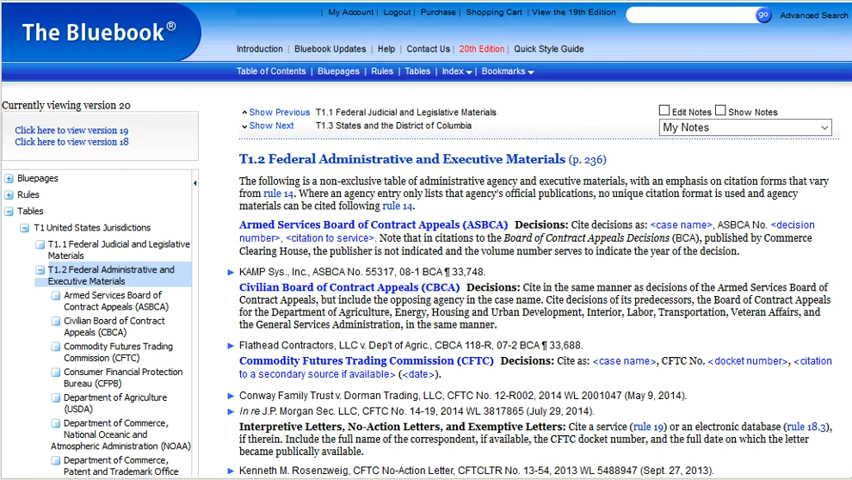 The Bluebook®
My Account | Logout | Purchase | Shopping Cart | View the 19th Edition
go Advanced Search
Introduction | Bluebook Updates | Help | Contact Us | 20th Edition | Quick Style Guide
Table of Contents | Bluepages | Rules | Tables | Index | Bookmarks
Currently viewing version 20
Click here to view version 19
Click here to view version 18
Bluepages
Rules
Tables
T1 United States Jurisdictions
T1.1 Federal Judicial and Legislative
Materials
T1.2 Federal Administrative and
Executive Materials
Armed Services Board of
Contract Appeals (ASBCA)
Civilian Board of Contract
Appeals (CBCA)
Commodity Futures Trading
Commission (CFTC)
Consumer Financial Protection
Bureau (CFPB)
Department of Agriculture
(USDA)
Department of Commerce,
National Oceanic and
Atmospheric Administration (NOAA)
Department of Commerce,
Patent and Trademark Office
Show Previous T1.1 Federal Judicial and Legislative Materials
Show Next T1.3 States and the District of Columbia
Edit Notes Show Notes
My Notes
T1.2 Federal Administrative and Executive Materials (p. 236)
The following is a non-exclusive table of administrative agency and executive materials, with an emphasis on citation forms that vary
from rule 14. Where an agency entry only lists that agency's official publications, no unique citation format is used and agency
materials can be cited following rule 14.
Armed Services Board of Contract Appeals (ASBCA) Decisions: Cite decisions as: <case name>, ASBCA No. <decision
number>, <citation to service>. Note that in citations to the Board of Contract Appeals Decisions (BCA), published by Commerce
Clearing House, the publisher is not indicated and the volume number serves to indicate the year of the decision.
KAMP Sys., Inc., ASBCA No. 55317, 08-1 BCA ¶ 33,748.
Civilian Board of Contract Appeals (CBCA) Decisions: Cite in the same manner as decisions of the Armed Services Board of
Contract Appeals, but include the opposing agency in the case name. Cite decisions of its predecessors, the Board of Contract Appeals
for the Department of Agriculture, Energy, Housing and Urban Development, Interior, Labor, Transportation, Veteran Affairs, and
the General Services Administration, in the same manner.
Flathead Contractors, LLC v. Dep't of Agric., CBCA 118-R, 07-2 BCA ¶ 33,688.
Commodity Futures Trading Commission (CFTC) Decisions: Cite as: <case name>, CFTC No. <docket number>, <citation
to a secondary source if available> (<date>).
Conway Family Trust v. Dorman Trading, LLC, CFTC No. 12-R002, 2014 WL 2001047 (May 9, 2014).
In re J.P. Morgan Sec. LLC, CFTC No. 14-19, 2014 WL 3817865 (July 29, 2014).
Interpretive Letters, No-Action Letters, and Exemptive Letters: Cite a service (rule 19) or an electronic database (rule 18.3),
if therein. Include the full name of the correspondent, if available, the CFTC docket number, and the full date on which the letter
became publically available.
Kenneth M. Rosenzweig, CFTC No-Action Letter, CFTCLTR No. 13-54, 2013 WL 5488947 (Sept. 27, 2013).